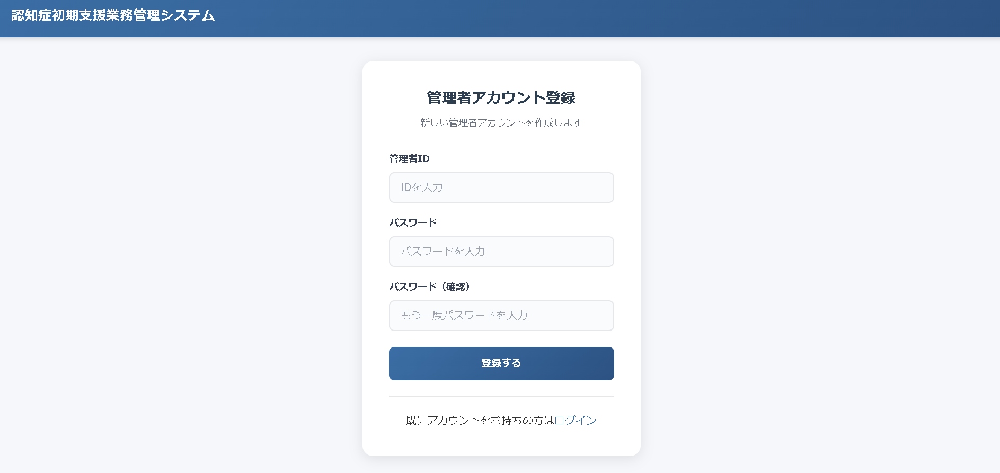 認知症初期支援業務管理システム
管理者アカウント登録
新しい管理者アカウントを作成します
管理者ID
IDを入力
パスワード
パスワードを入力
パスワード（確認）
もう一度パスワードを入力
登録する
既にアカウントをお持ちの方はログイン